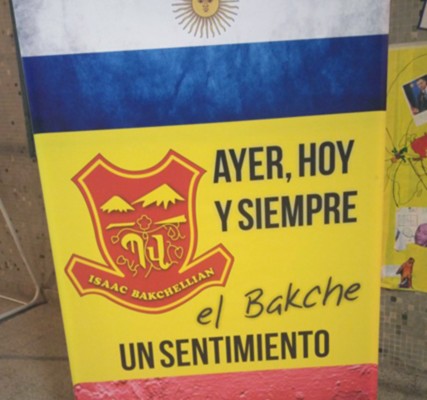 AYER, HOY
Y SIEMPRE
ISAAC BAKCHELLIAN
el Bakche
UN SENTIMIENTO